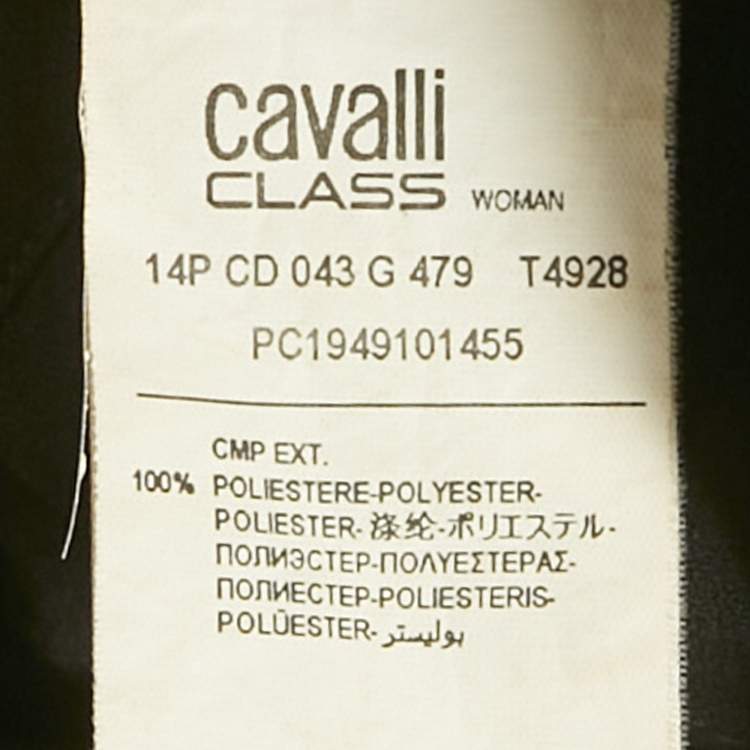 cavalli
CLASS WOMAN
14P CD 043 G 479 T4928
PC1949101455
CMP EXT.
100% POLIESTERE-POLYESTER-
POLIESTER-涤纶-ポリエステル-
ПОЛИЭСТЕР-ΠΟΛΥΕΣΤΕΡΑΣ-
ПОЛИЕСТЕР-POLIESTERIS-
POLÜESTER-بوليستر